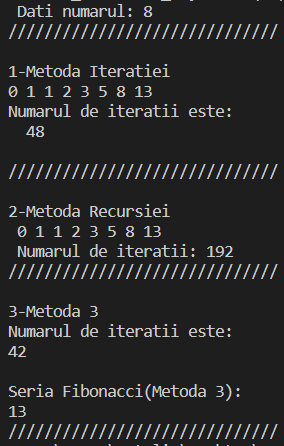 Dati numarul: 8
//////////////////////////////
1-Metoda Iteratiei
0 1 1 2 3 5 8 13
Numarul de iteratii este:
48
//////////////////////////////
2-Metoda Recursiei
0 1 1 2 3 5 8 13
Numarul de iteratii: 192
//////////////////////////////
3-Metoda 3
Numarul de iteratii este:
42
Seria Fibonacci(Metoda 3):
13
//////////////////////////////